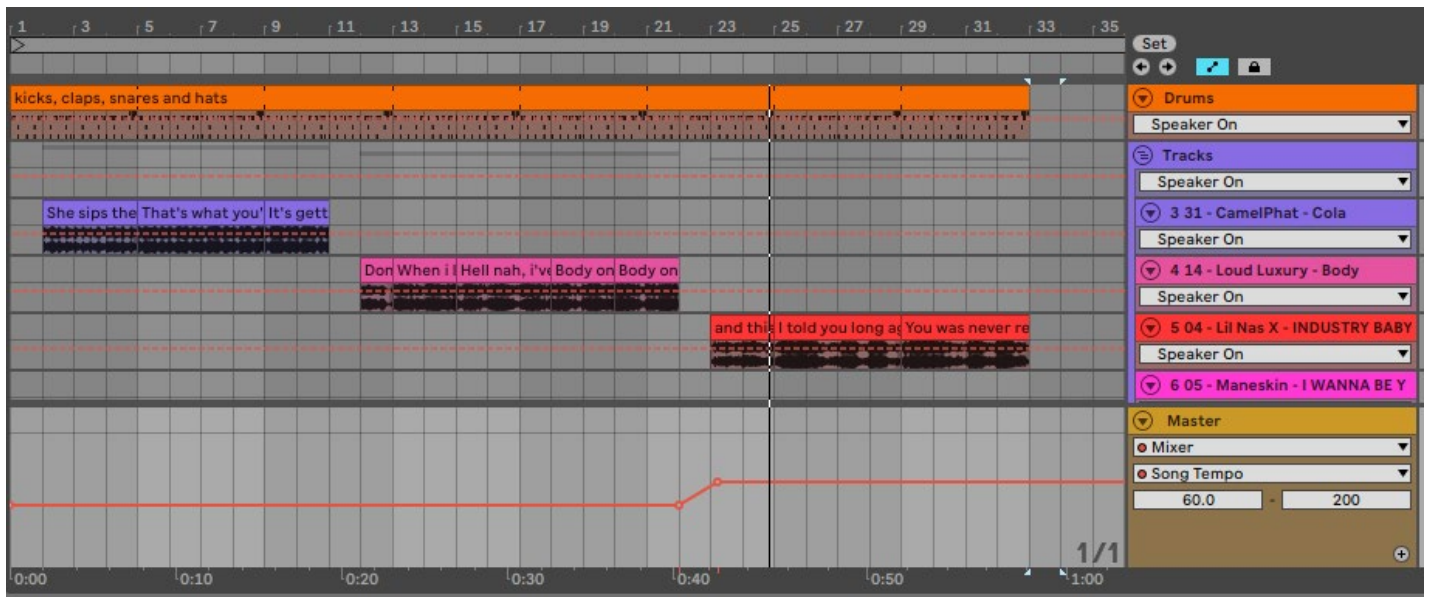 1 3 5 7 9 11 13 15 17 19 21 23 25 27 29 31 33 35
Set
kicks, claps, snares and hats
Drums
Speaker On
Tracks
Speaker On
She sips the That's what you' It's gett
3 31 - CamelPhat - Cola
Speaker On
Don When i l Hell nah, i've Body on Body on
4 14 - Loud Luxury - Body
Speaker On
and this I told you long ag You was never re
5 04 - Lil Nas X - INDUSTRY BABY
Speaker On
6 05 - Maneskin - I WANNA BE Y
Master
Mixer
Song Tempo
60.0 - 200
1/1
0:00 0:10 0:20 0:30 0:40 0:50 1:00